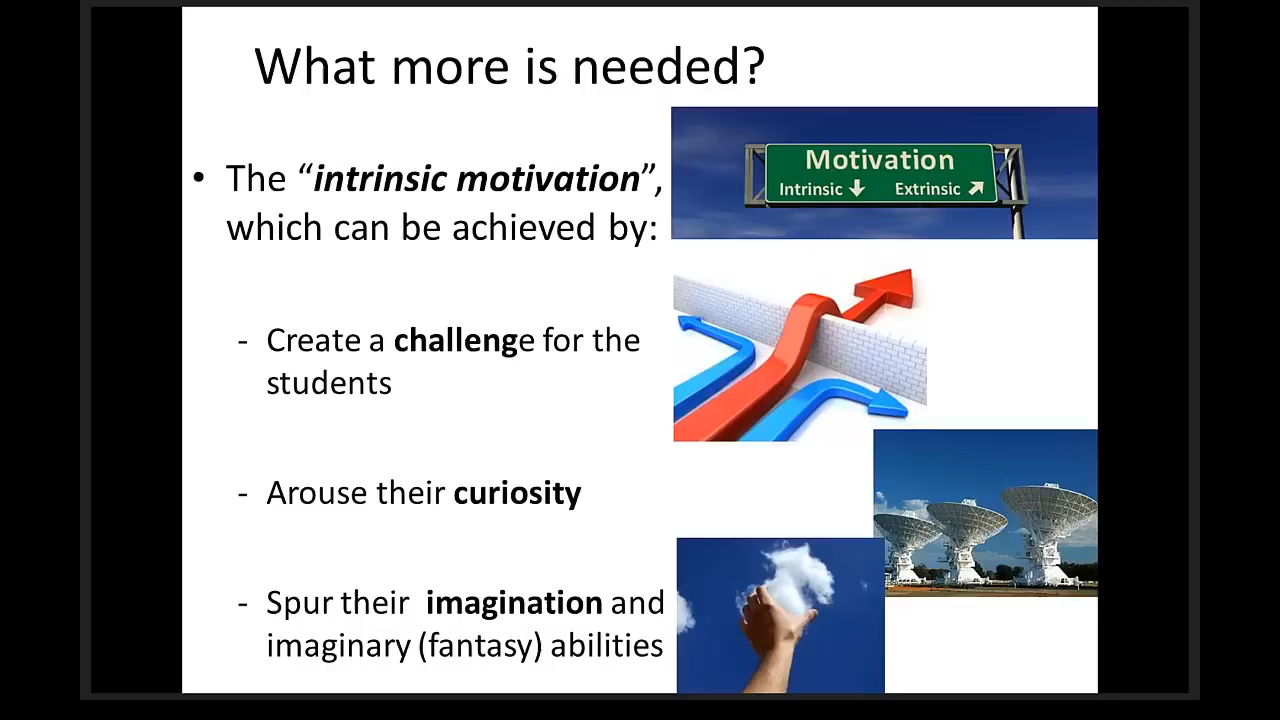 What more is needed?
• The “intrinsic motivation”,
which can be achieved by:
- Create a challenge for the
students
- Arouse their curiosity
- Spur their imagination and
imaginary (fantasy) abilities
Motivation
Intrinsic ↓ Extrinsic ↗